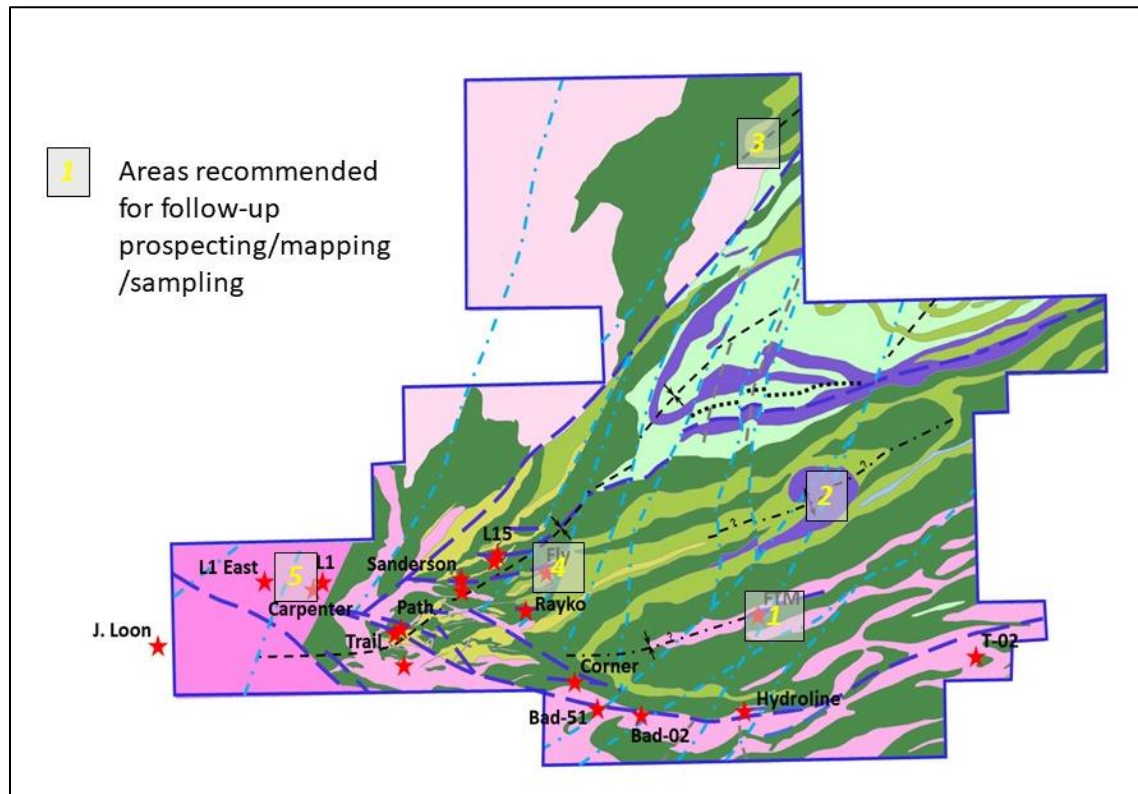 3
1
Areas recommended
for follow-up
prospecting/mapping
/sampling
2
L15
L1 East
5
L1
Sanderson
Fly
4
Carpenter
Path
Rayko
FTM
1
J. Loon
Trail
Corner
T-02
Bad-51
Hydroline
Bad-02
?
?
?